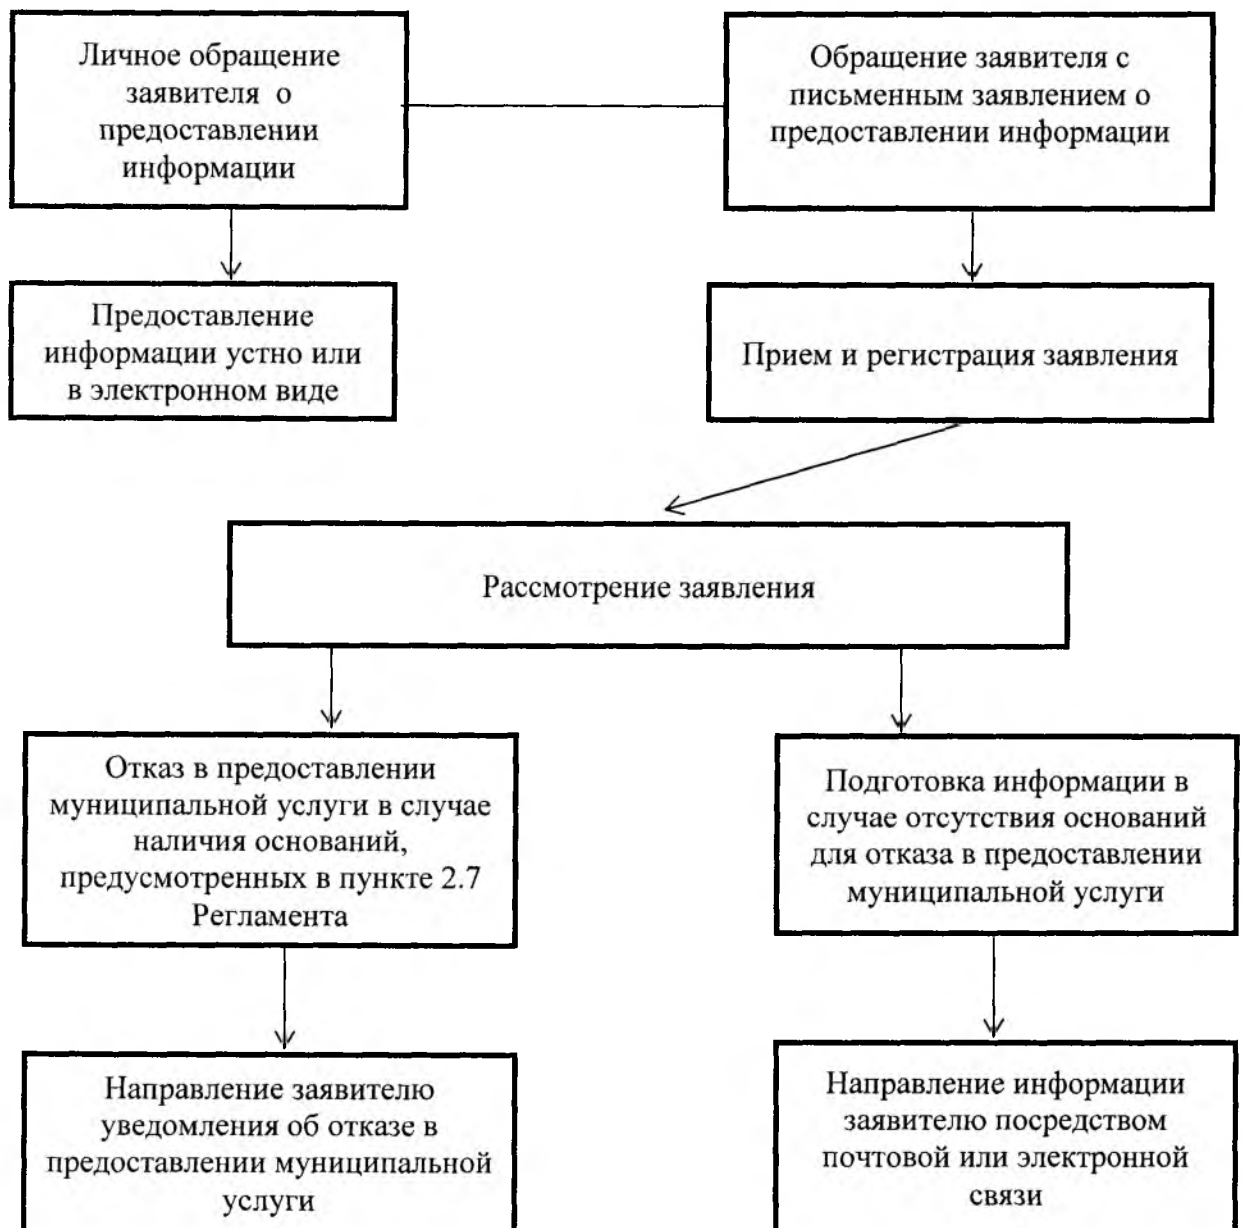 Личное обращение
заявителя о
предоставлении
информации
Обращение заявителя с
письменным заявлением о
предоставлении информации
Предоставление
информации устно или
в электронном виде
Прием и регистрация заявления
Рассмотрение заявления
Отказ в предоставлении
муниципальной услуги в случае
наличия оснований,
предусмотренных в пункте 2.7
Регламента
Подготовка информации в
случае отсутствия оснований
для отказа в предоставлении
муниципальной услуги
Направление заявителю
уведомления об отказе в
предоставлении муниципальной
услуги
Направление информации
заявителю посредством
почтовой или электронной
связи